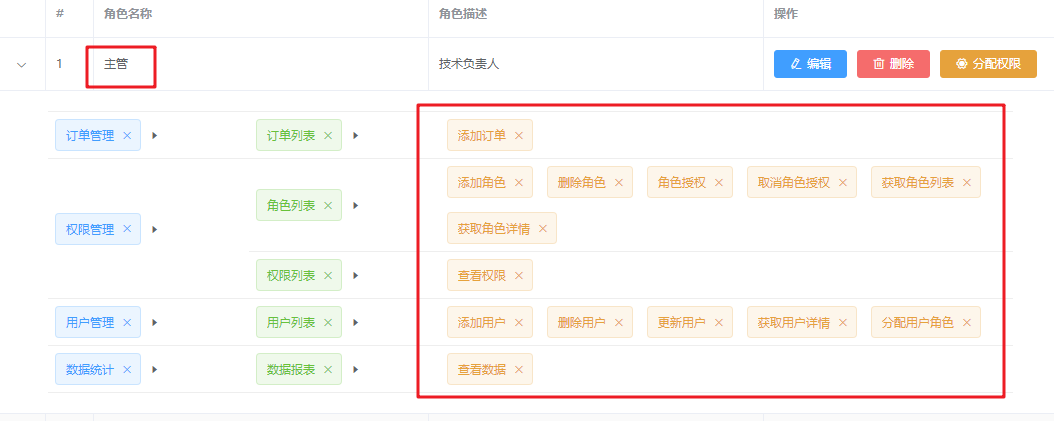 # 角色名称 角色描述 操作
1 主管 技术负责人 编辑 删除 分配权限
订单管理 × 订单列表 × 添加订单 ×
添加角色 × 删除角色 × 角色授权 × 取消角色授权 × 获取角色列表 ×
角色列表 ×
权限管理 × 获取角色详情 ×
权限列表 × 查看权限 ×
用户管理 × 用户列表 × 添加用户 × 删除用户 × 更新用户 × 获取用户详情 × 分配用户角色 ×
数据统计 × 数据报表 × 查看数据 ×